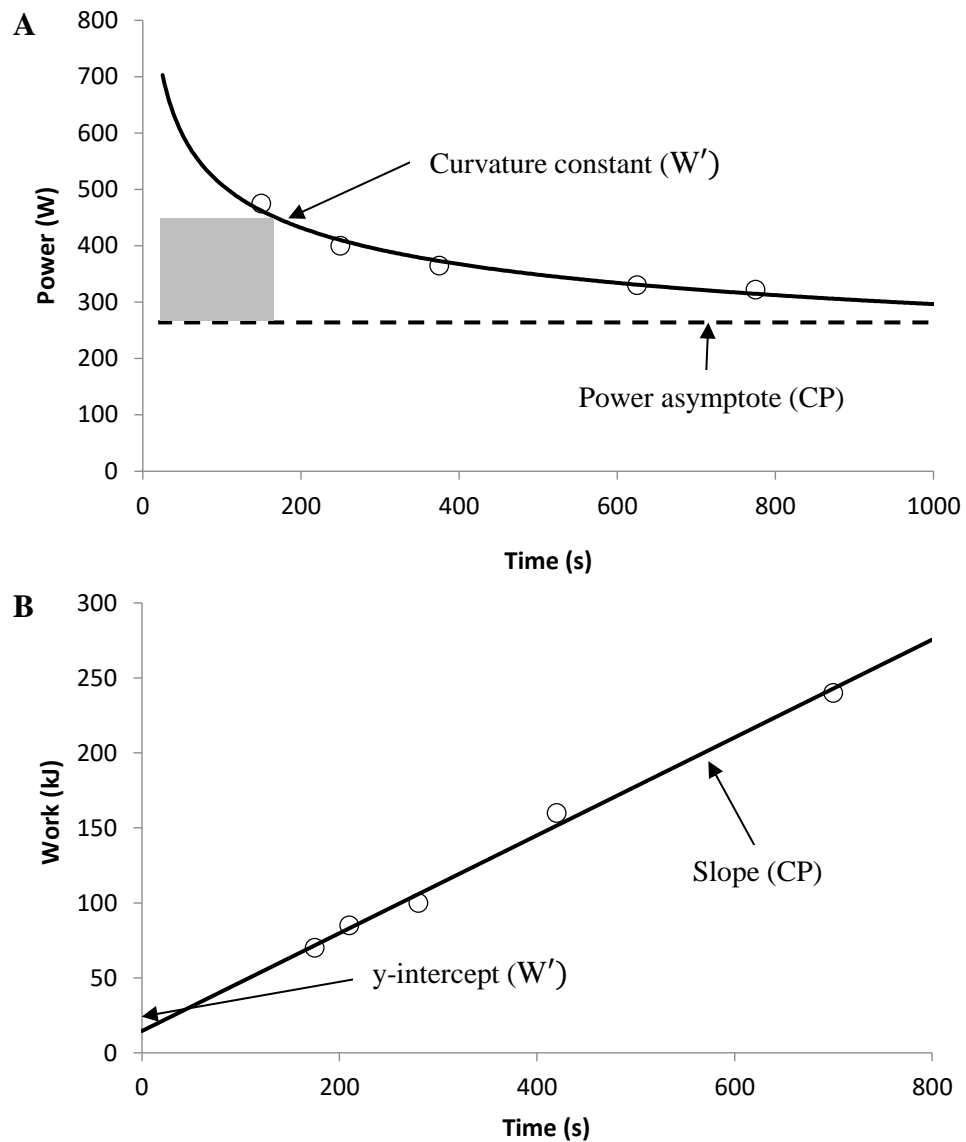 A
800
700
600
500
400
300
200
100
0
Power (W)
Curvature constant (W′)
Power asymptote (CP)
0 200 400 600 800 1000
Time (s)
B
300
250
200
150
100
50
0
Work (kJ)
Slope (CP)
y-intercept (W′)
0 200 400 600 800
Time (s)